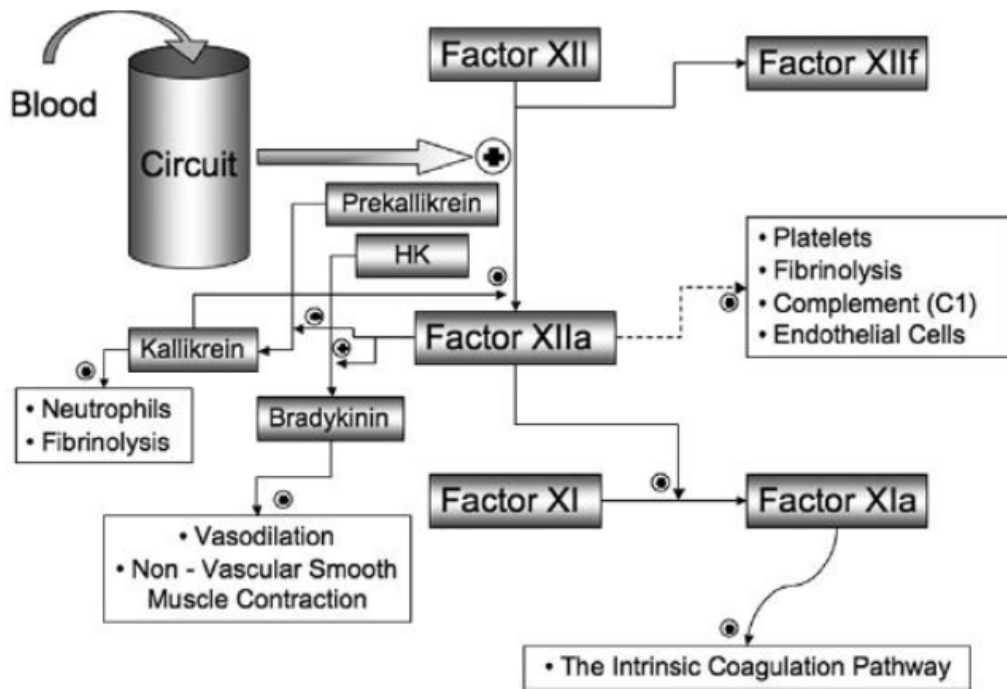 Factor XII
Factor XIIf
Blood
Circuit
Prekallikrein
HK
• Platelets
• Fibrinolysis
• Complement (C1)
• Endothelial Cells
Kallikrein
Factor XIIa
• Neutrophils
• Fibrinolysis
Bradykinin
Factor XI
Factor XIa
• Vasodilation
• Non - Vascular Smooth
Muscle Contraction
• The Intrinsic Coagulation Pathway